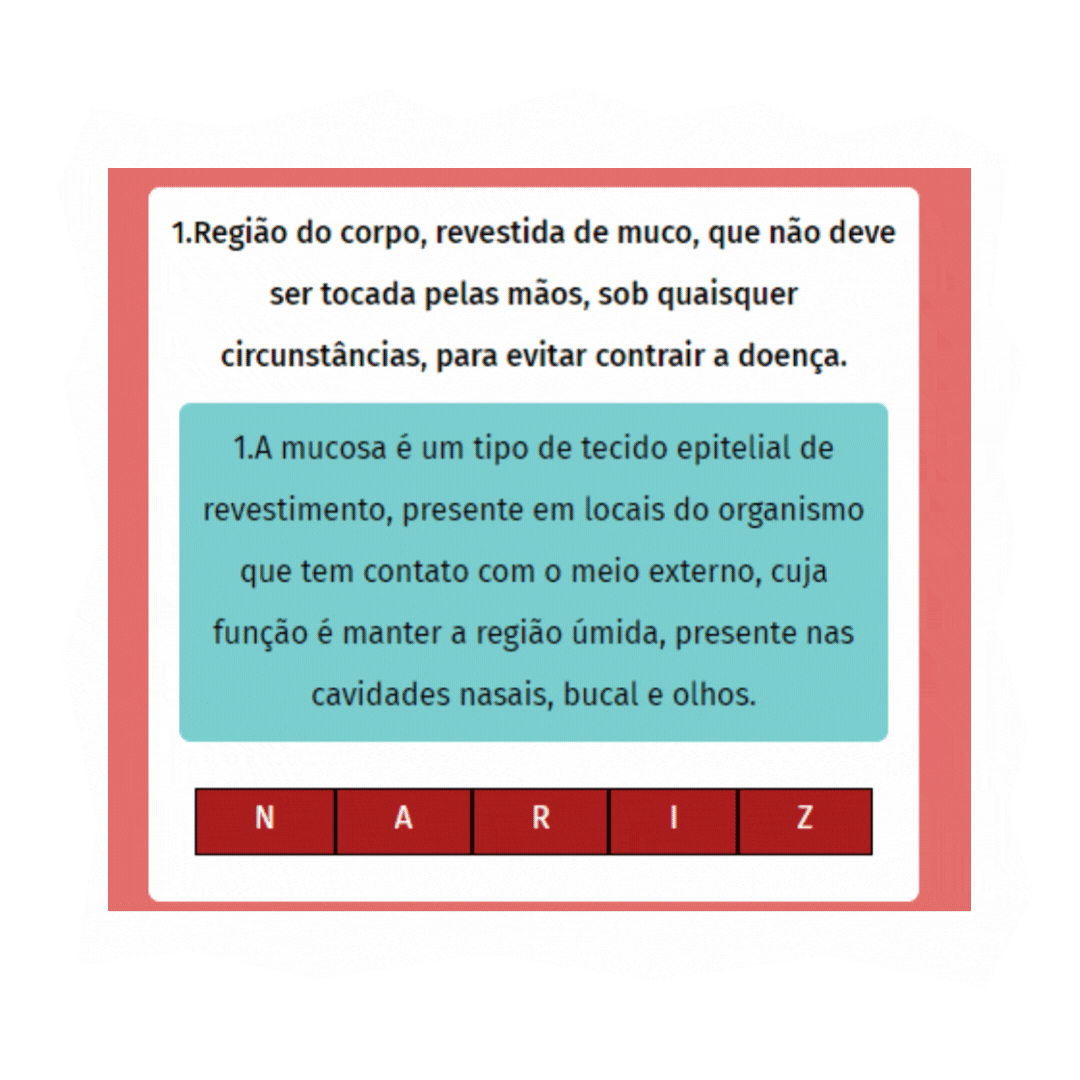 1.Região do corpo, revestida de muco, que não deve
ser tocada pelas mãos, sob quaisquer
circunstâncias, para evitar contrair a doença.
1.A mucosa é um tipo de tecido epitelial de
revestimento, presente em locais do organismo
que tem contato com o meio externo, cuja
função é manter a região úmida, presente nas
cavidades nasais, bucal e olhos.
N A R I Z